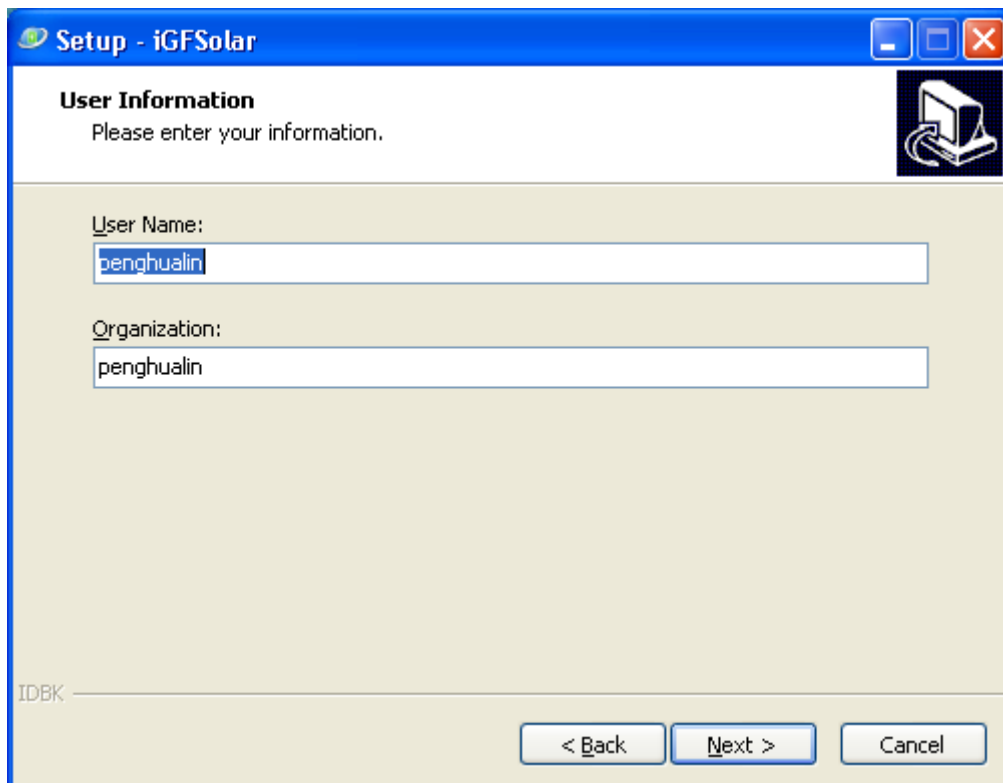 Setup - iGFSolar
User Information
Please enter your information.
User Name:
penghualin
Organization:
penghualin
IDBK
< Back
Next >
Cancel